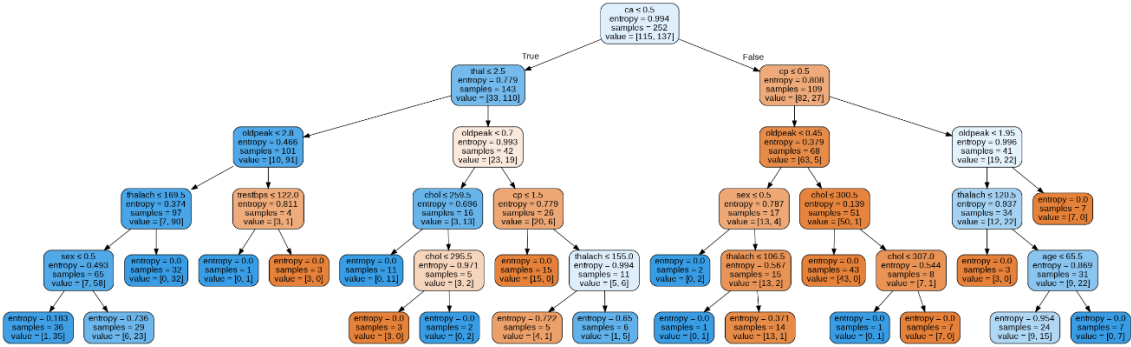 ca ≤ 0.5
entropy = 0.994
samples = 252
value = [115, 137]
True
False
thal ≤ 2.5
entropy = 0.779
samples = 143
value = [33, 110]
cp ≤ 0.5
entropy = 0.808
samples = 109
value = [82, 27]
oldpeak ≤ 2.8
entropy = 0.466
samples = 101
value = [10, 91]
oldpeak ≤ 0.7
entropy = 0.993
samples = 42
value = [23, 19]
oldpeak ≤ 0.45
entropy = 0.379
samples = 68
value = [63, 5]
oldpeak ≤ 1.95
entropy = 0.996
samples = 41
value = [19, 22]
thalach ≤ 169.5
entropy = 0.374
samples = 97
value = [7, 90]
trestbps ≤ 122.0
entropy = 0.811
samples = 4
value = [3, 1]
chol ≤ 259.5
entropy = 0.696
samples = 16
value = [3, 13]
cp ≤ 1.5
entropy = 0.779
samples = 26
value = [20, 6]
sex ≤ 0.5
entropy = 0.787
samples = 17
value = [13, 4]
chol ≤ 300.5
entropy = 0.139
samples = 51
value = [50, 1]
thalach ≤ 120.5
entropy = 0.937
samples = 34
value = [12, 22]
entropy = 0.0
samples = 7
value = [7, 0]
sex ≤ 0.5
entropy = 0.493
samples = 65
value = [7, 58]
entropy = 0.0
samples = 32
value = [0, 32]
entropy = 0.0
samples = 1
value = [0, 1]
entropy = 0.0
samples = 3
value = [3, 0]
entropy = 0.0
samples = 11
value = [0, 11]
chol ≤ 295.5
entropy = 0.971
samples = 5
value = [3, 2]
entropy = 0.0
samples = 15
value = [15, 0]
thalach ≤ 155.0
entropy = 0.994
samples = 11
value = [5, 6]
entropy = 0.0
samples = 2
value = [0, 2]
thalach ≤ 106.5
entropy = 0.567
samples = 15
value = [13, 2]
entropy = 0.0
samples = 43
value = [43, 0]
chol ≤ 307.0
entropy = 0.544
samples = 8
value = [7, 1]
entropy = 0.0
samples = 3
value = [3, 0]
age ≤ 65.5
entropy = 0.869
samples = 31
value = [9, 22]
entropy = 0.183
samples = 36
value = [1, 35]
entropy = 0.736
samples = 29
value = [6, 23]
entropy = 0.0
samples = 3
value = [3, 0]
entropy = 0.0
samples = 2
value = [0, 2]
entropy = 0.722
samples = 5
value = [4, 1]
entropy = 0.65
samples = 6
value = [1, 5]
entropy = 0.0
samples = 1
value = [0, 1]
entropy = 0.371
samples = 14
value = [13, 1]
entropy = 0.0
samples = 1
value = [0, 1]
entropy = 0.0
samples = 7
value = [7, 0]
entropy = 0.954
samples = 24
value = [9, 15]
entropy = 0.0
samples = 7
value = [0, 7]